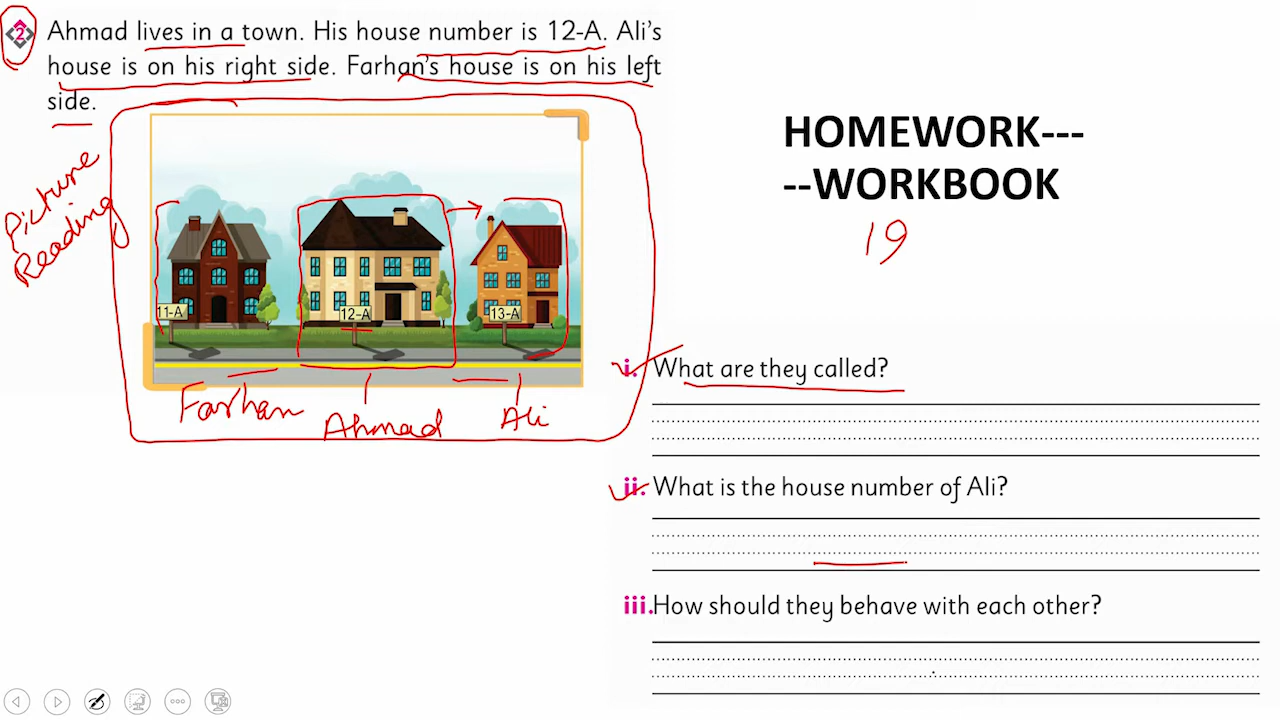 2 Ahmad lives in a town. His house number is 12-A. Ali's
house is on his right side. Farhan's house is on his left
side.
Picture
Reading
11-A
12-A
13-A
Farhan
Ahmad
Ali
HOMEWORK---
--WORKBOOK
19
i. What are they called?
ii. What is the house number of Ali?
iii. How should they behave with each other?